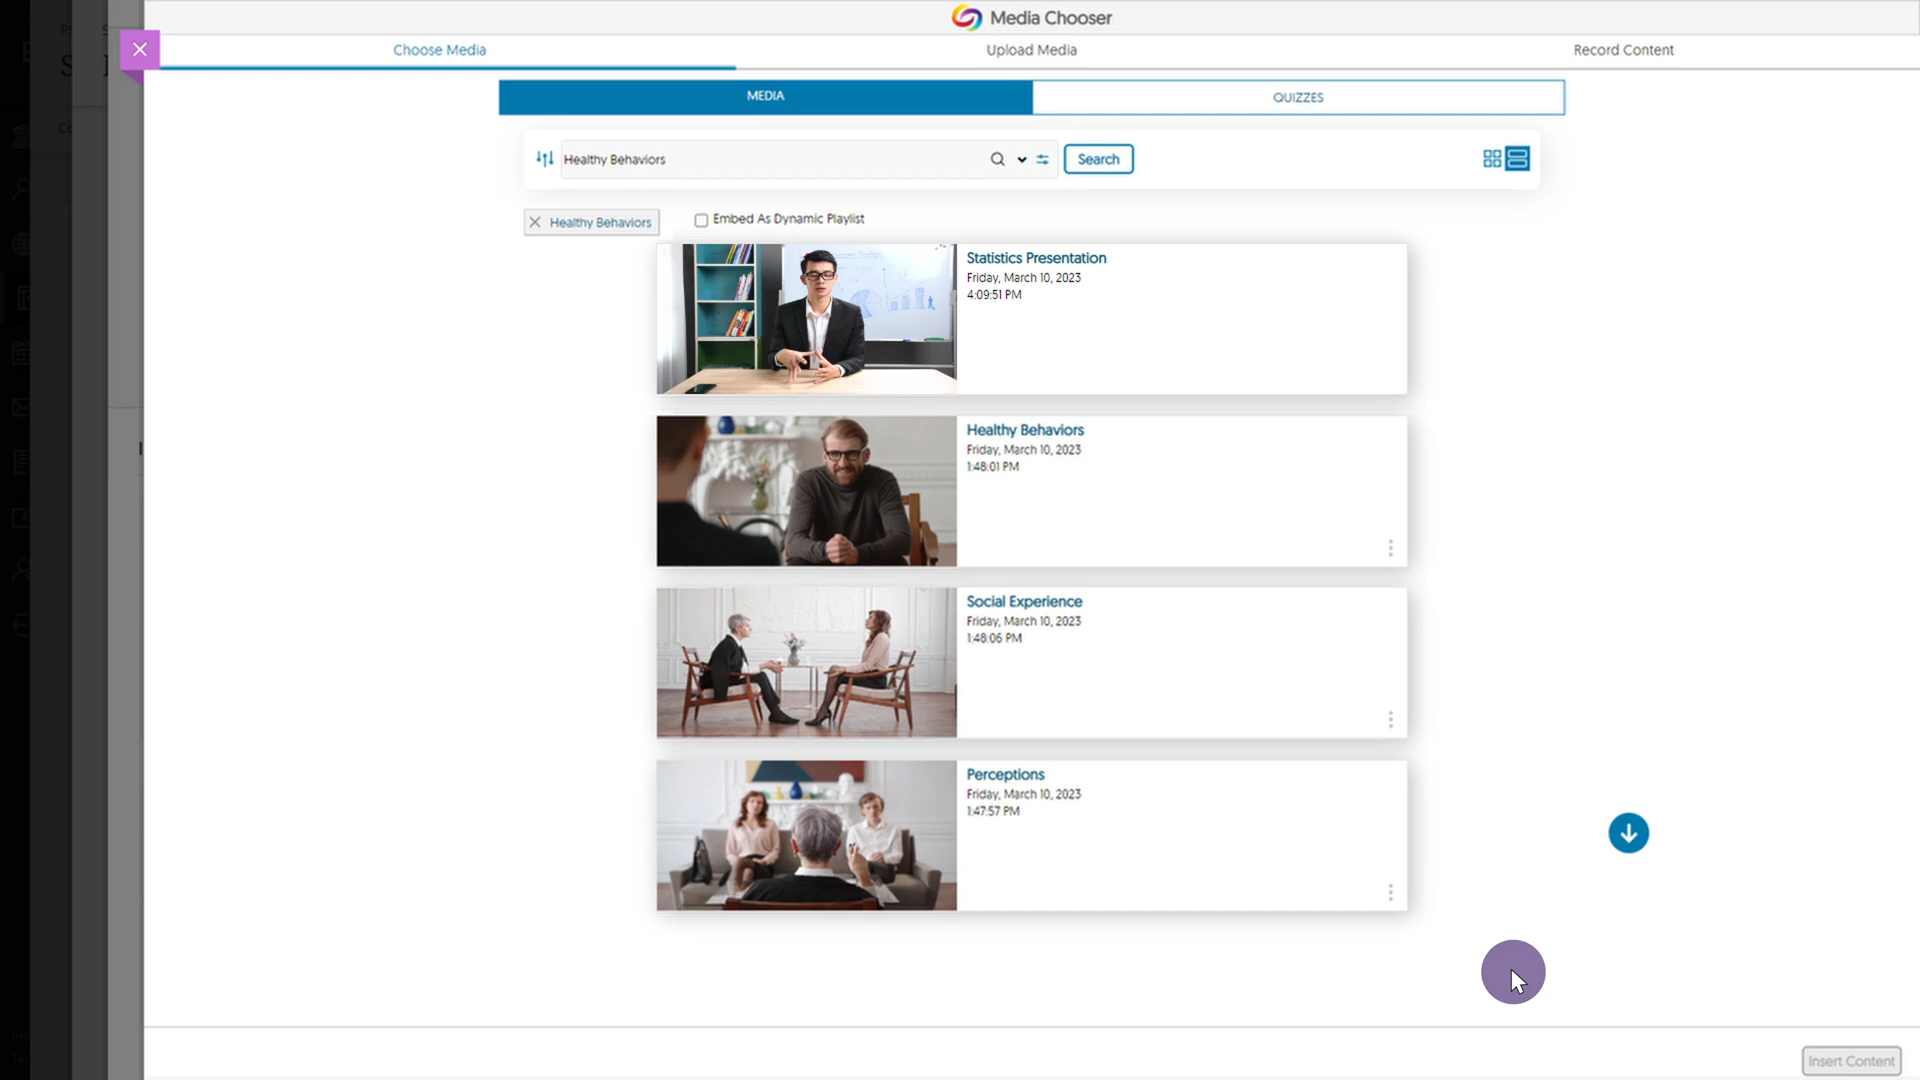 Media Chooser
Choose Media
Upload Media
Record Content
MEDIA
QUIZZES
Healthy Behaviors
Search
Healthy Behaviors
Embed As Dynamic Playlist
Statistics Presentation
Friday, March 10, 2023
4:09:51 PM
Healthy Behaviors
Friday, March 10, 2023
1:48:01 PM
Social Experience
Friday, March 10, 2023
1:48:06 PM
Perceptions
Friday, March 10, 2023
1:47:57 PM
Insert Content